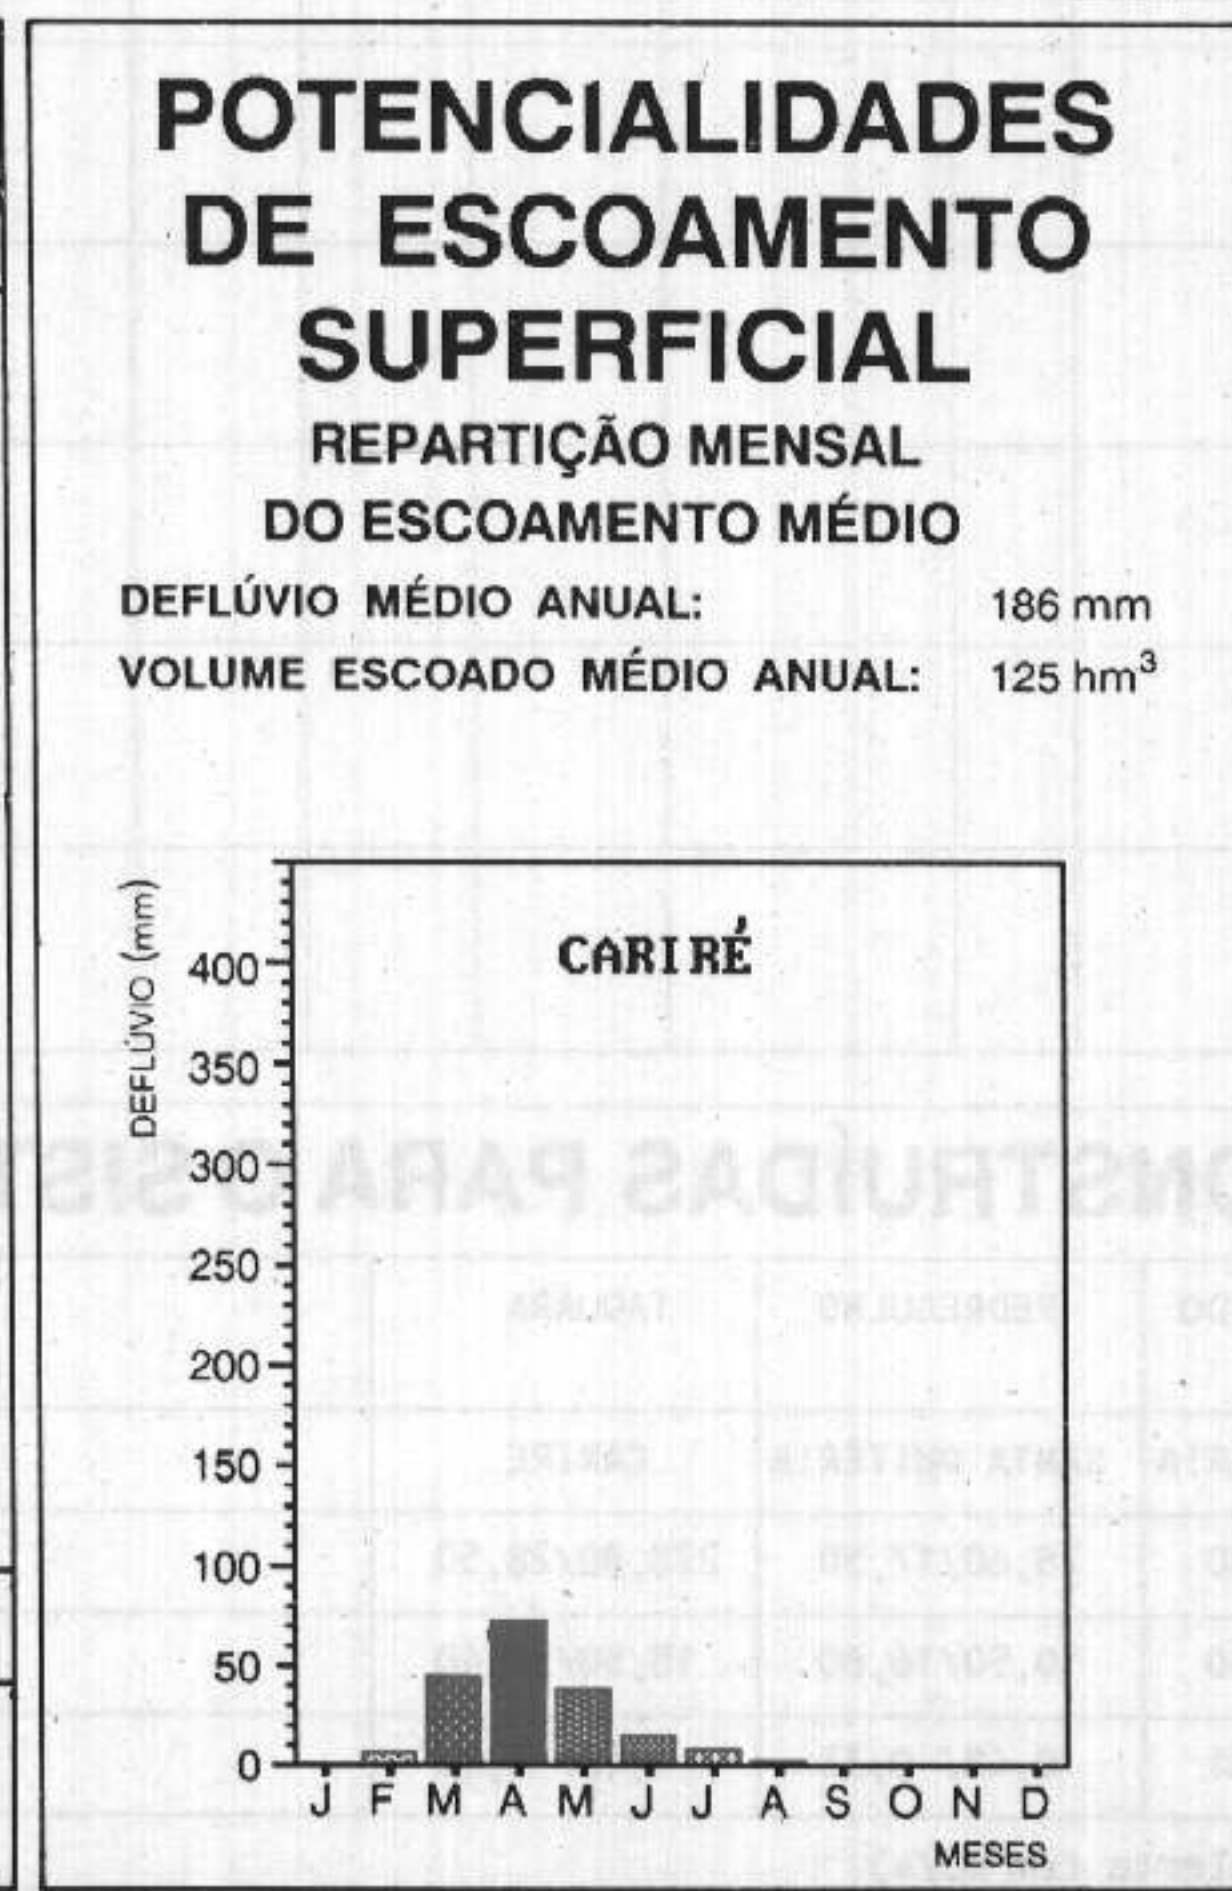 POTENCIALIDADES
DE ESCOAMENTO
SUPERFICIAL
REPARTIÇÃO MENSAL
DO ESCOAMENTO MÉDIO
DEFLÚVIO MÉDIO ANUAL: 186 mm
VOLUME ESCOADO MÉDIO ANUAL: 125 hm³
DEFLÚVIO (mm)
CARIRÉ
400
350
300
250
200
150
100
50
0
J F M A M J J A S O N D
MESES